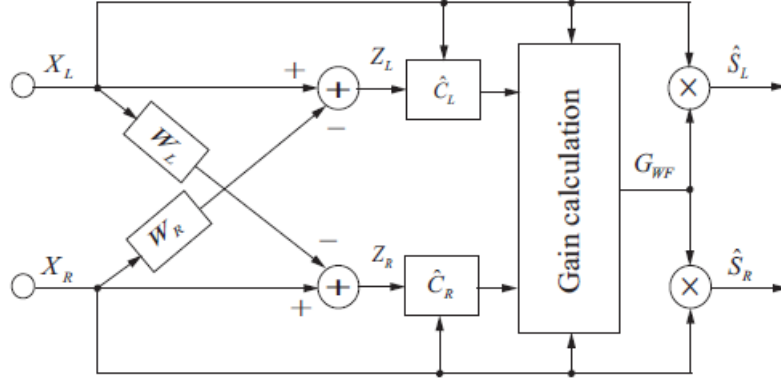 X_L
+
+
−
Z_L
Ĉ_L
×
Ŝ_L
W_L
Gain calculation
G_WF
W_R
X_R
−
+
+
Z_R
Ĉ_R
×
Ŝ_R